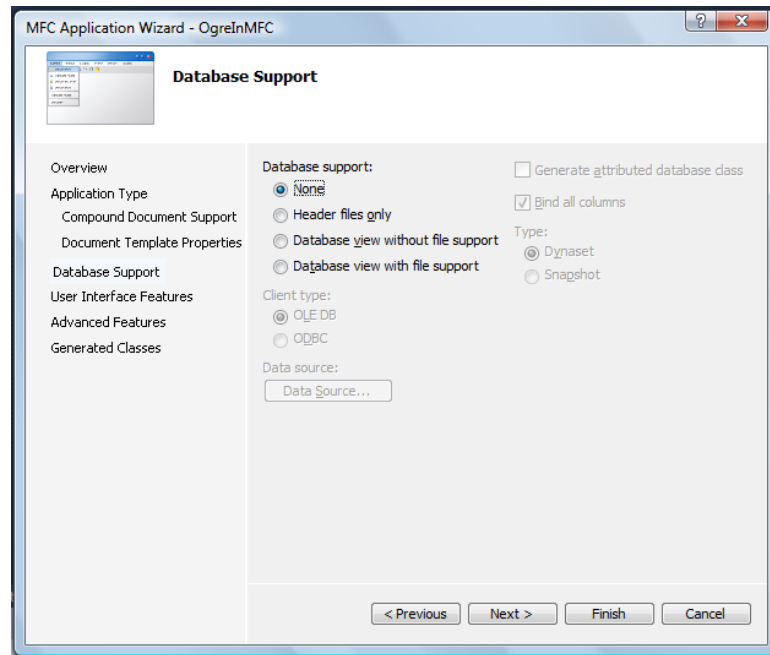 MFC Application Wizard - OgreInMFC
Database Support
Overview
Application Type
Compound Document Support
Document Template Properties
Database Support
User Interface Features
Advanced Features
Generated Classes
Database support:
None
Header files only
Database view without file support
Database view with file support
Client type:
OLE DB
ODBC
Data source:
Data Source...
Generate attributed database class
Bind all columns
Type:
Dynaset
Snapshot
< Previous
Next >
Finish
Cancel